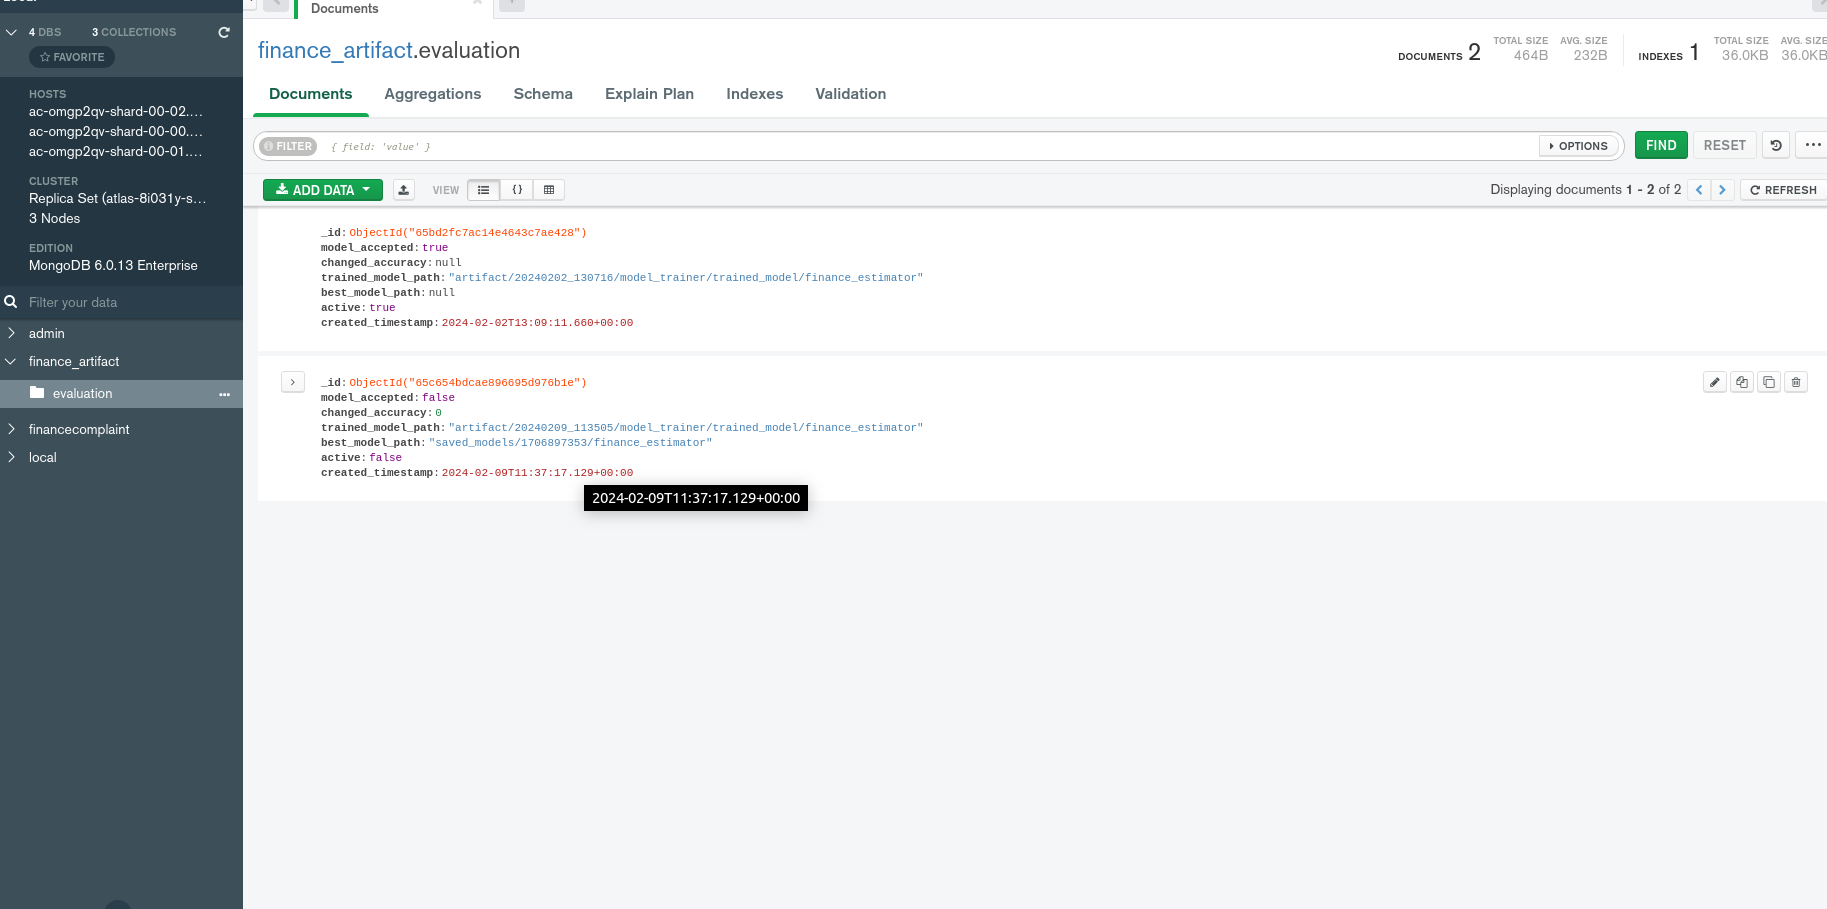 Documents
4 DBS 3 COLLECTIONS
FAVORITE
HOSTS
ac-omgp2qv-shard-00-02....
ac-omgp2qv-shard-00-00....
ac-omgp2qv-shard-00-01....
CLUSTER
Replica Set (atlas-8i031y-s...
3 Nodes
EDITION
MongoDB 6.0.13 Enterprise
Filter your data
admin
finance_artifact
evaluation
financecomplaint
local
finance_artifact.evaluation
DOCUMENTS 2 TOTAL SIZE 464B AVG. SIZE 232B INDEXES 1 TOTAL SIZE 36.0KB AVG. SIZE 36.0KB
Documents Aggregations Schema Explain Plan Indexes Validation
FILTER { field: 'value' } OPTIONS FIND RESET
ADD DATA VIEW {} Displaying documents 1 - 2 of 2 REFRESH
_id: ObjectId("65bd2fc7ac14e4643c7ae428")
model_accepted: true
changed_accuracy: null
trained_model_path: "artifact/20240202_130716/model_trainer/trained_model/finance_estimator"
best_model_path: null
active: true
created_timestamp: 2024-02-02T13:09:11.660+00:00
_id: ObjectId("65c654bdcae896695d976b1e")
model_accepted: false
changed_accuracy: 0
trained_model_path: "artifact/20240209_113505/model_trainer/trained_model/finance_estimator"
best_model_path: "saved_models/1706897353/finance_estimator"
active: false
created_timestamp: 2024-02-09T11:37:17.129+00:00
2024-02-09T11:37:17.129+00:00